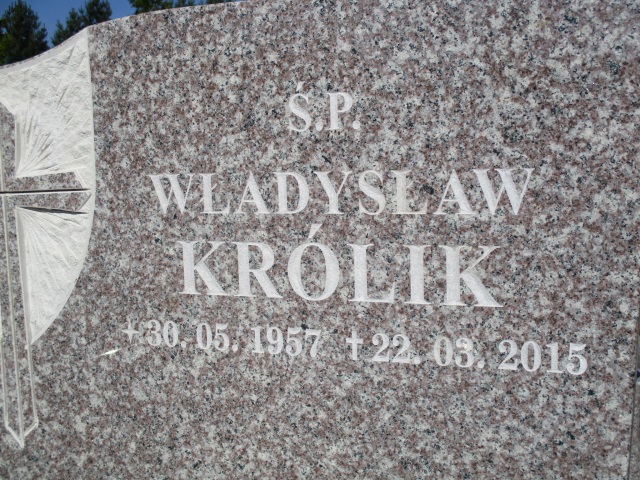 Ś.P.
WŁADYSŁAW
KRÓLIK
+30.05.1957 †22.03.2015